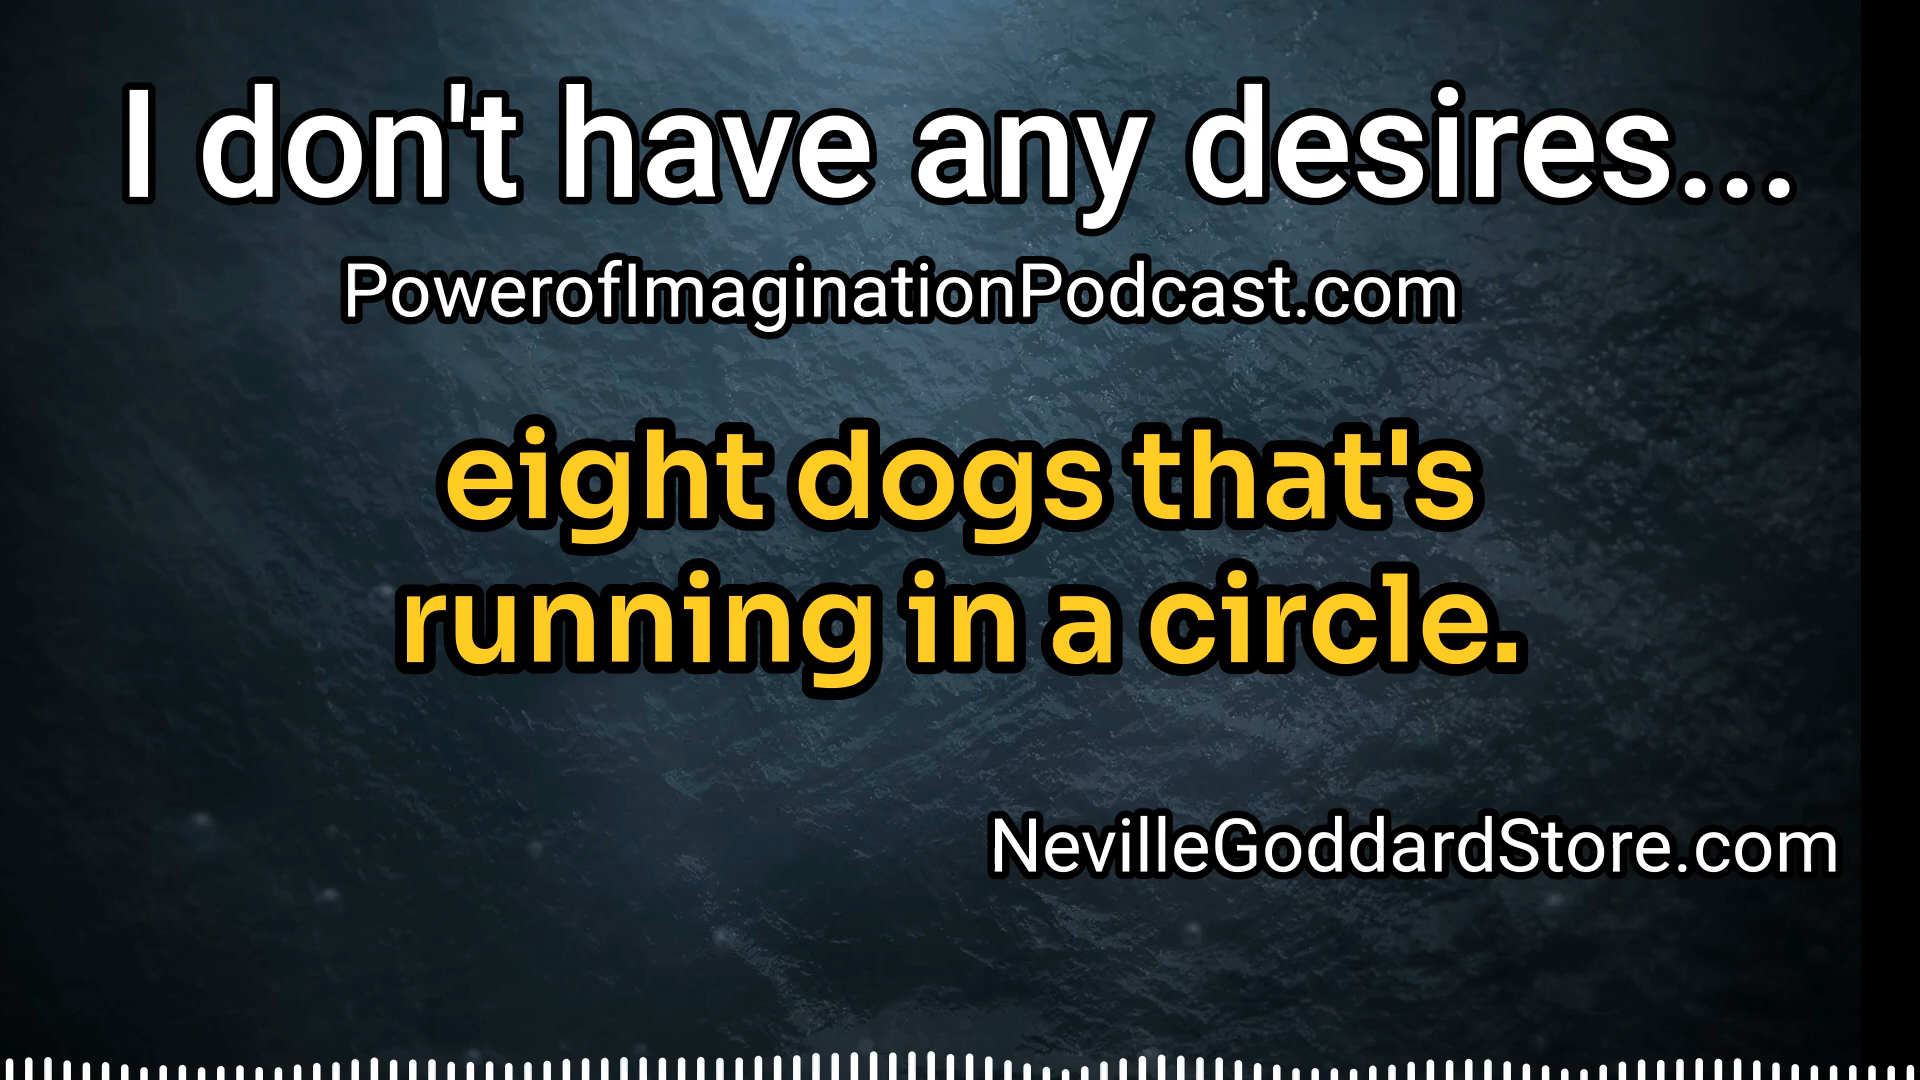 I don't have any desires...
PowerofImaginationPodcast.com
eight dogs that's
running in a circle.
NevilleGoddardStore.com